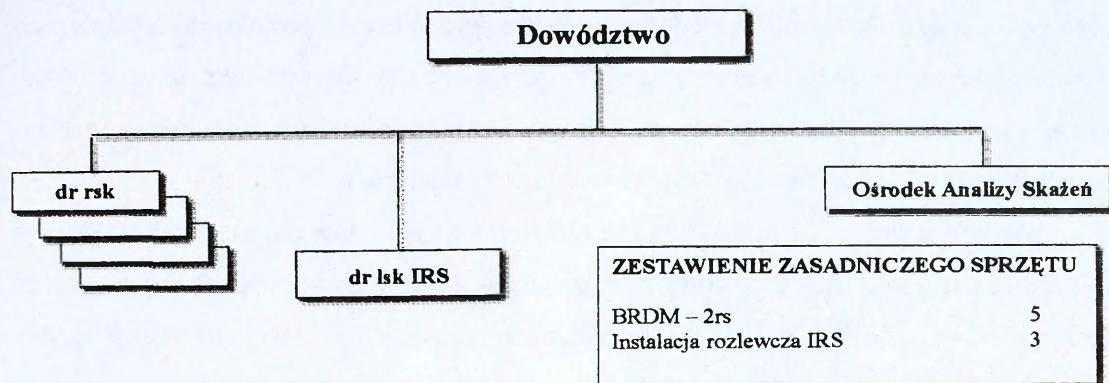 Dowództwo
dr rsk
dr lsk IRS
Ośrodek Analizy Skażeń
ZESTAWIENIE ZASADNICZEGO SPRZĘTU
BRDM – 2rs 5
Instalacja rozlewcza IRS 3